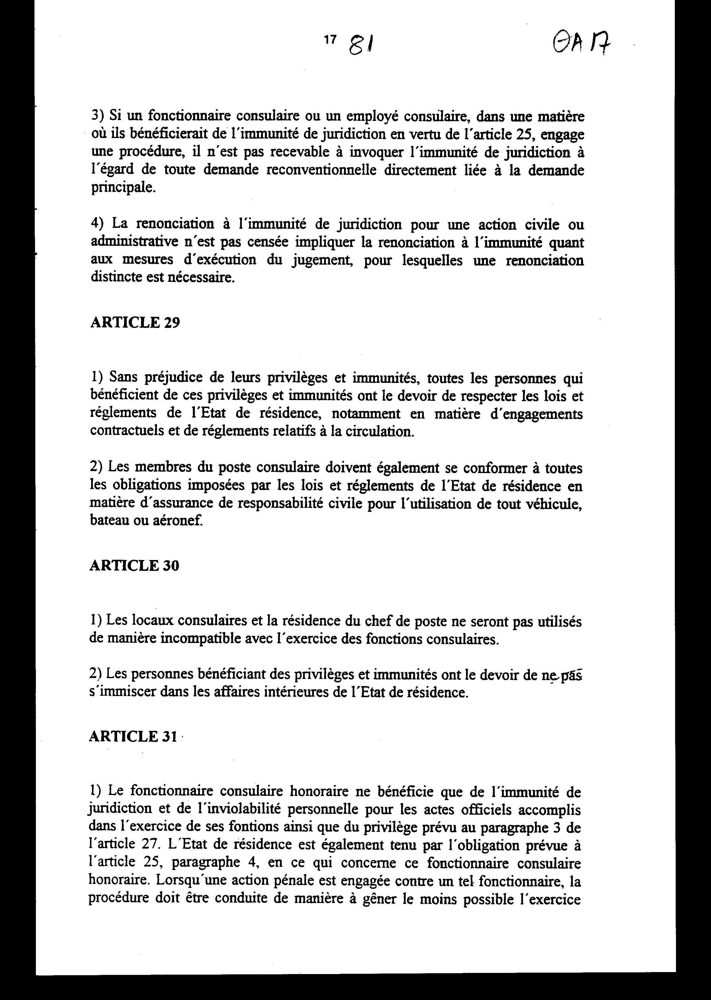 17 81 ΘΑ 17
3) Si un fonctionnaire consulaire ou un employé consulaire, dans une matière
où ils bénéficierait de l´immunité de juridiction en vertu de l´article 25, engage
une procédure, il n´est pas recevable à invoquer l´immunité de juridiction à
l´égard de toute demande reconventionnelle directement liée à la demande
principale.
4) La renonciation à l´immunité de juridiction pour une action civile ou
administrative n´est pas censée impliquer la renonciation à l´immunité quant
aux mesures d´exécution du jugement, pour lesquelles une renonciation
distincte est nécessaire.
ARTICLE 29
1) Sans préjudice de leurs privilèges et immunités, toutes les personnes qui
bénéficient de ces privilèges et immunités ont le devoir de respecter les lois et
réglements de l´Etat de résidence, notamment en matière d´engagements
contractuels et de réglements relatifs à la circulation.
2) Les membres du poste consulaire doivent également se conformer à toutes
les obligations imposées par les lois et réglements de l´Etat de résidence en
matière d´assurance de responsabilité civile pour l´utilisation de tout véhicule,
bateau ou aéronef.
ARTICLE 30
1) Les locaux consulaires et la résidence du chef de poste ne seront pas utilisés
de manière incompatible avec l´exercice des fonctions consulaires.
2) Les personnes bénéficiant des privilèges et immunités ont le devoir de ne pas
s´immiscer dans les affaires intérieures de l´Etat de résidence.
ARTICLE 31
1) Le fonctionnaire consulaire honoraire ne bénéficie que de l´immunité de
juridiction et de l´inviolabilité personnelle pour les actes officiels accomplis
dans l´exercice de ses fontions ainsi que du privilège prévu au paragraphe 3 de
l´article 27. L´Etat de résidence est également tenu par l´obligation prévue à
l´article 25, paragraphe 4, en ce qui concerne ce fonctionnaire consulaire
honoraire. Lorsqu´une action pénale est engagée contre un tel fonctionnaire, la
procédure doit être conduite de manière à gêner le moins possible l´exercice